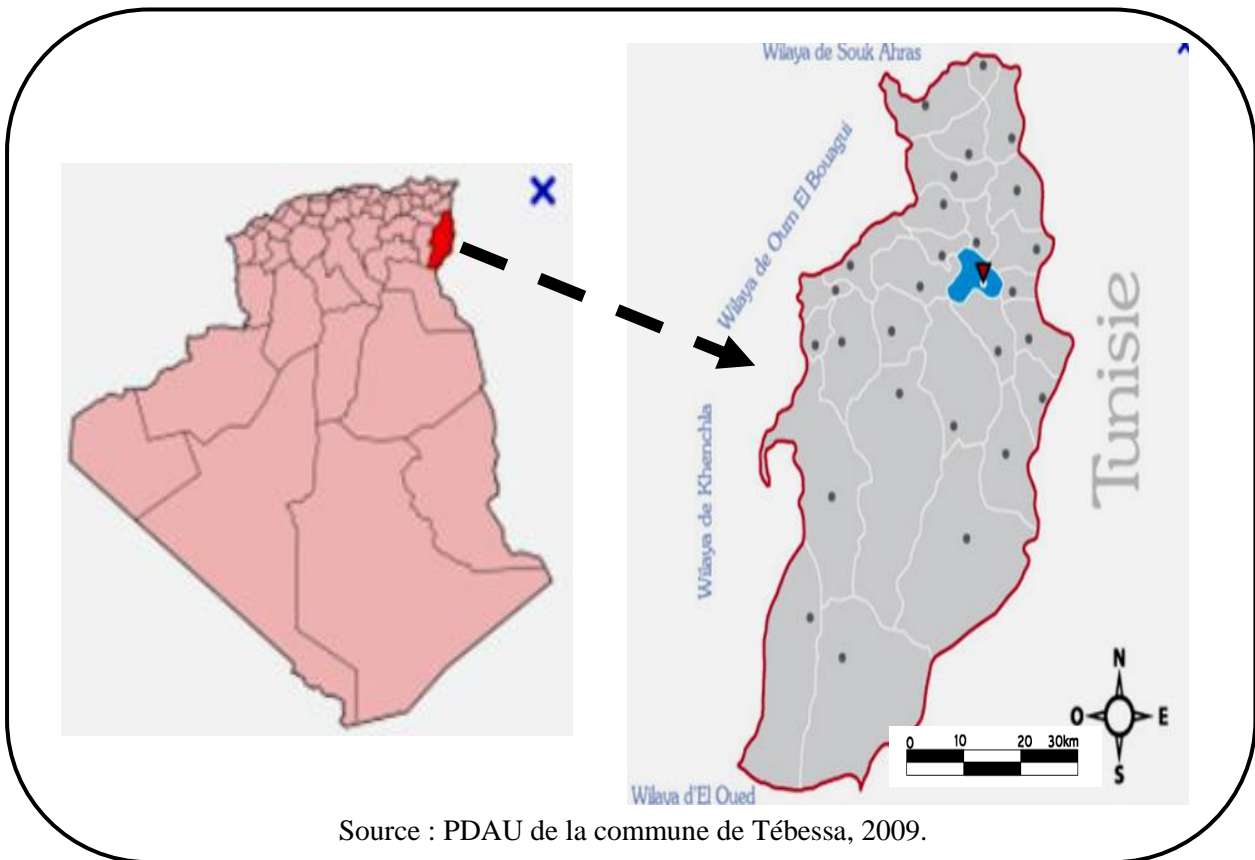 Wilaya de Souk Ahras
Wilaya de Oum El Bouagui
Wilaya de Khenchla
Tunisie
N
O E
S
0 10 20 30km
Wilaya d'El Oued
Source : PDAU de la commune de Tébessa, 2009.